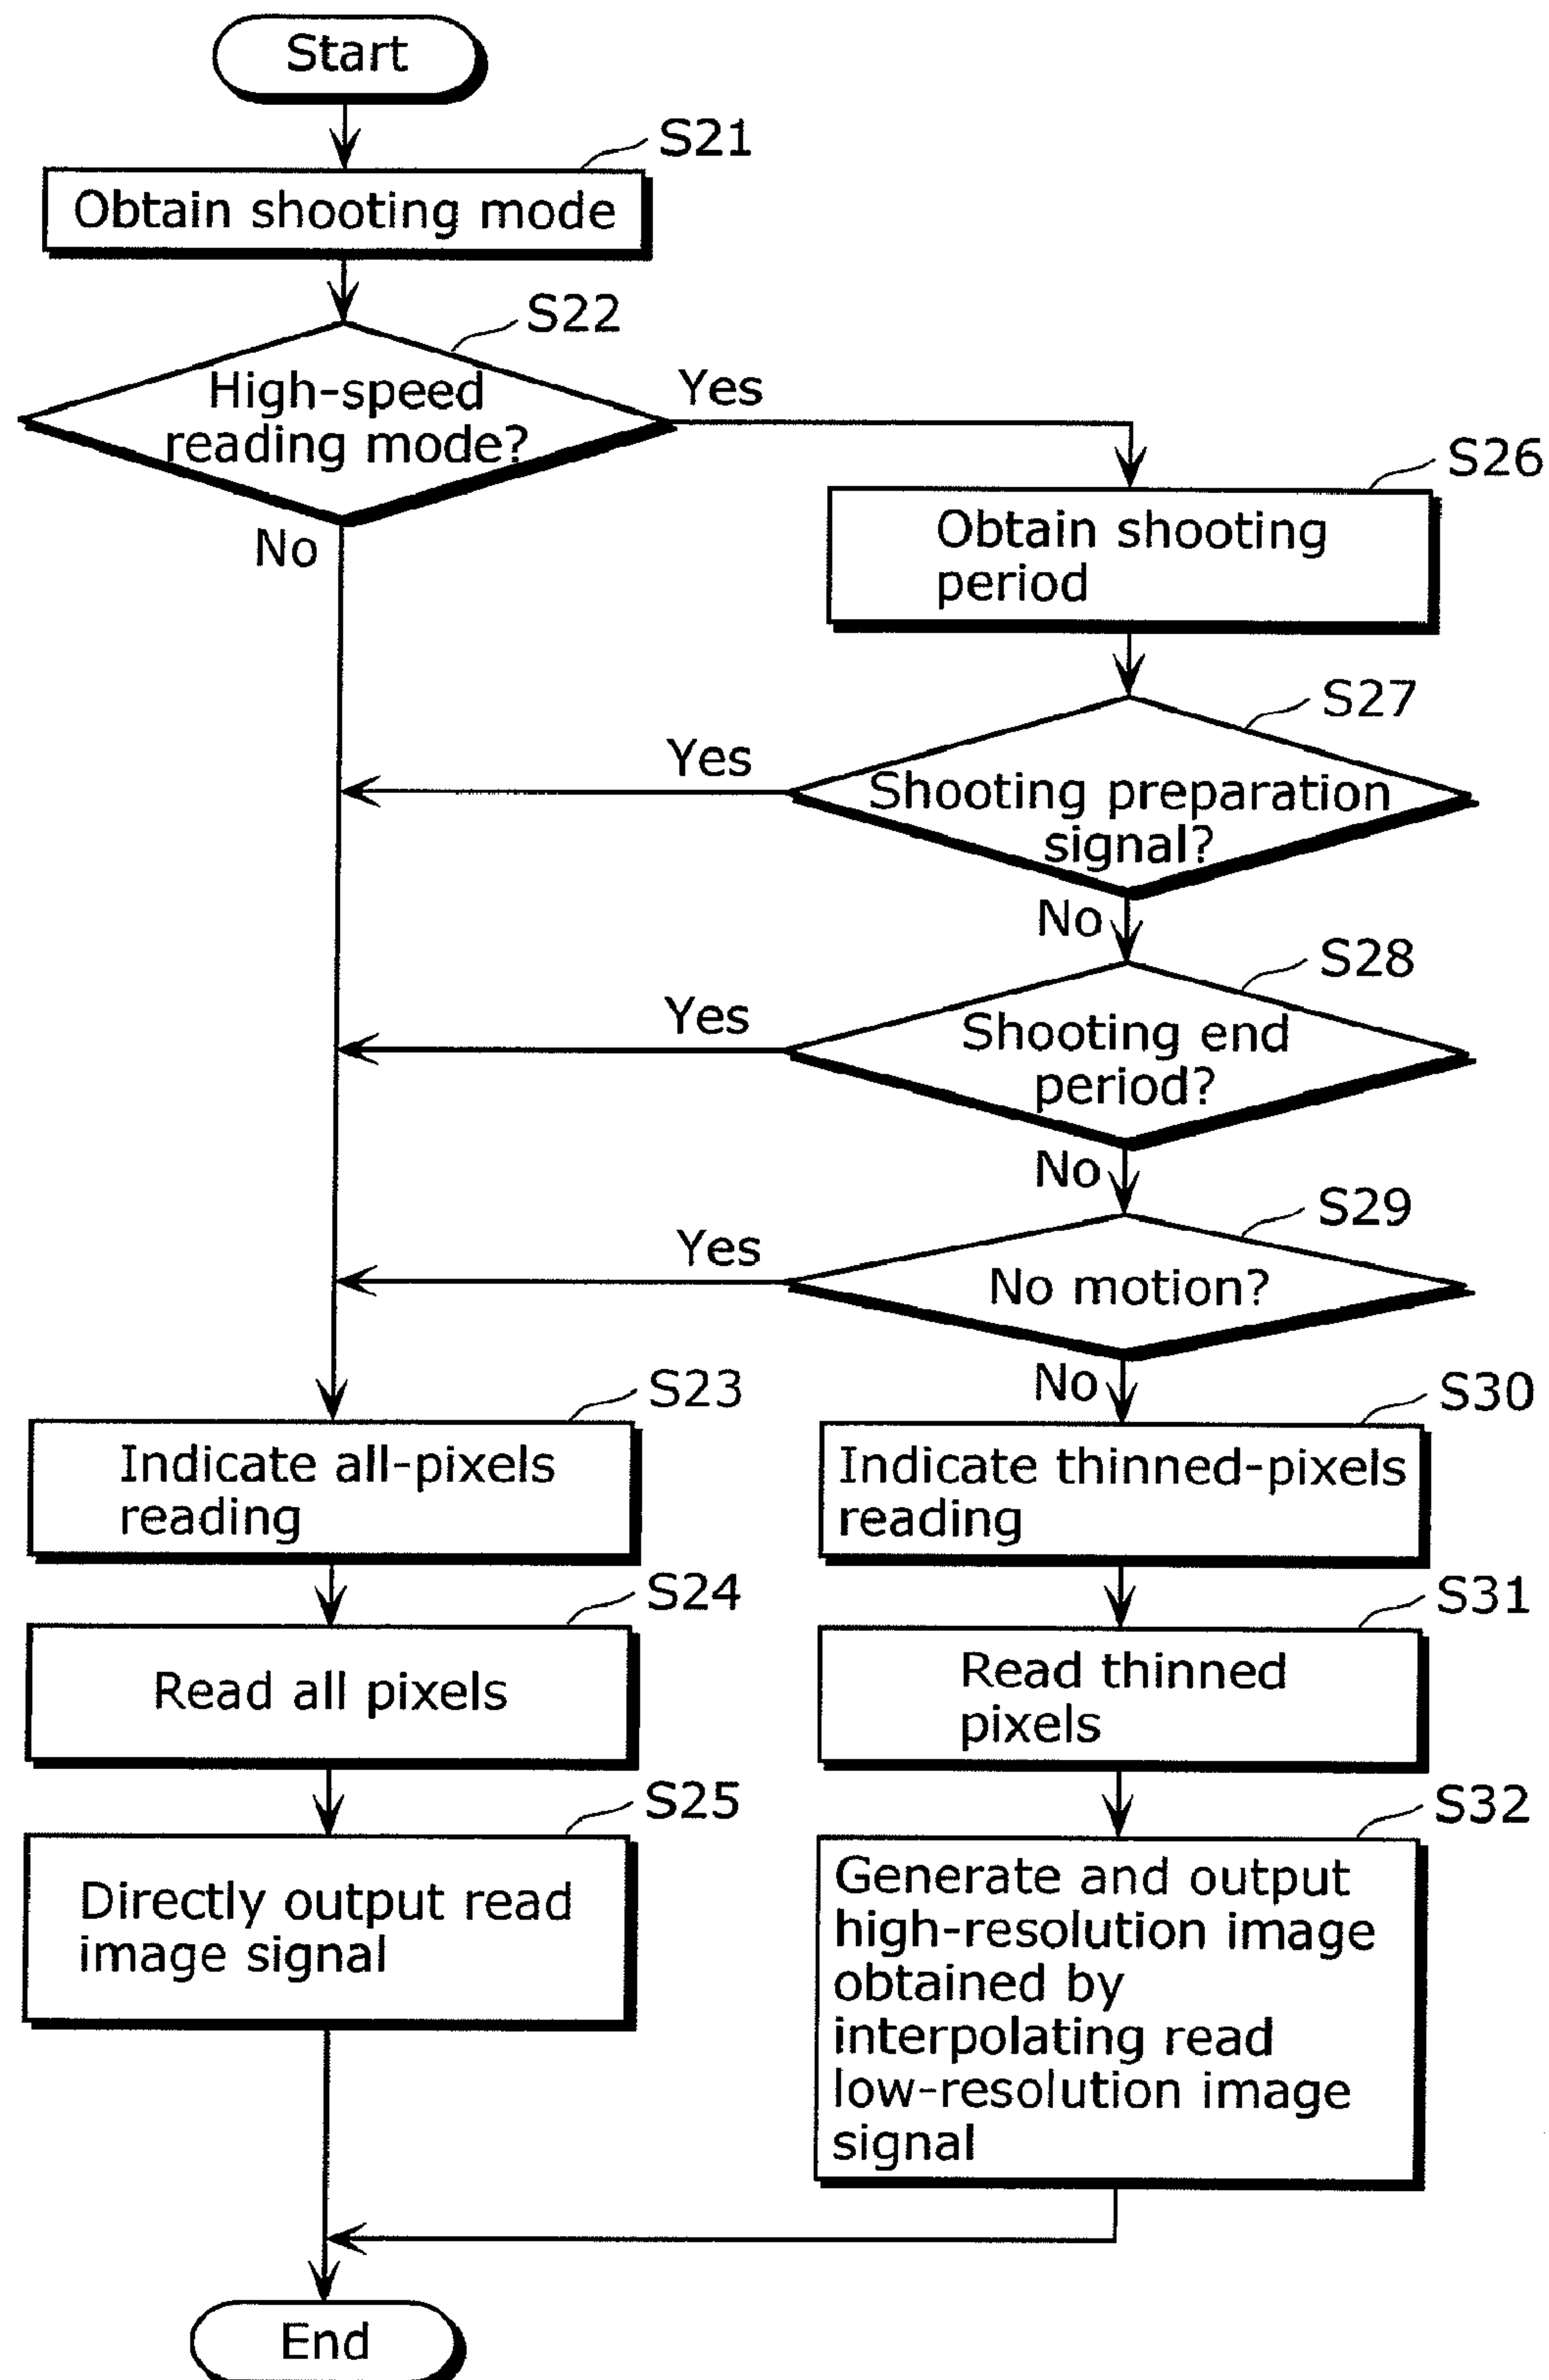 Start
S21
Obtain shooting mode
S22
High-speed
reading mode?
Yes
No
S26
Obtain shooting
period
S27
Shooting preparation
signal?
Yes
No
S28
Shooting end
period?
Yes
No
S29
No motion?
Yes
No
S23
Indicate all-pixels
reading
S30
Indicate thinned-pixels
reading
S24
Read all pixels
S31
Read thinned
pixels
S25
Directly output read
image signal
S32
Generate and output
high-resolution image
obtained by
interpolating read
low-resolution image
signal
End